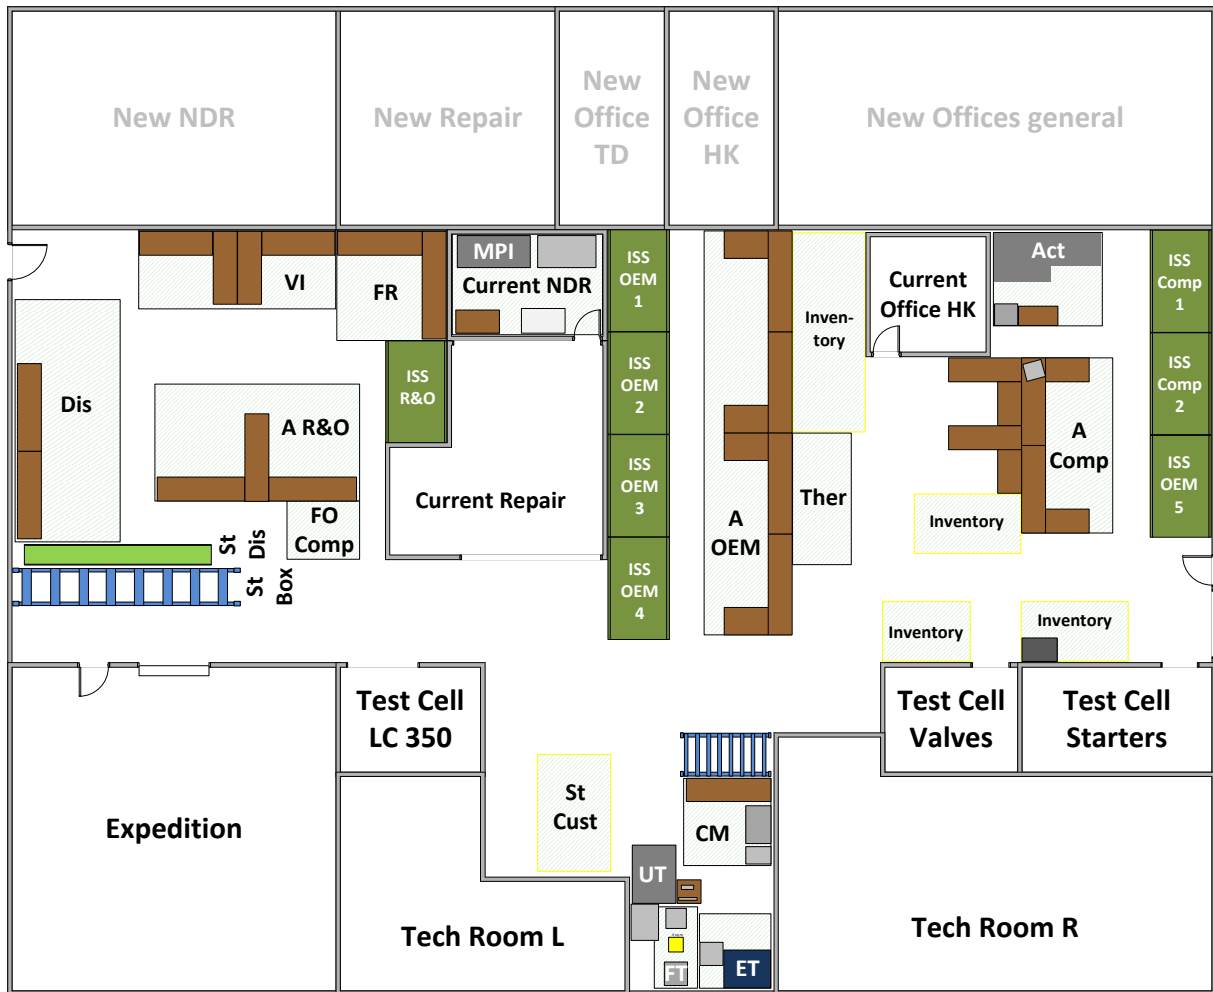 New NDR
New Repair
New
Office
TD
New
Office
HK
New Offices general
VI
FR
MPI
Current NDR
ISS
OEM
1
Inven-
tory
Current
Office HK
Act
ISS
Comp
1
Dis
A R&O
ISS
R&O
ISS
OEM
2
ISS
Comp
2
A
Comp
Current Repair
ISS
OEM
3
A
OEM
Ther
ISS
OEM
5
Inventory
FO
Comp
St
Dis
St
Box
ISS
OEM
4
Inventory
Inventory
Test Cell
LC 350
Test Cell
Valves
Test Cell
Starters
Expedition
St
Cust
CM
UT
Tech Room L
FT
ET
Tech Room R